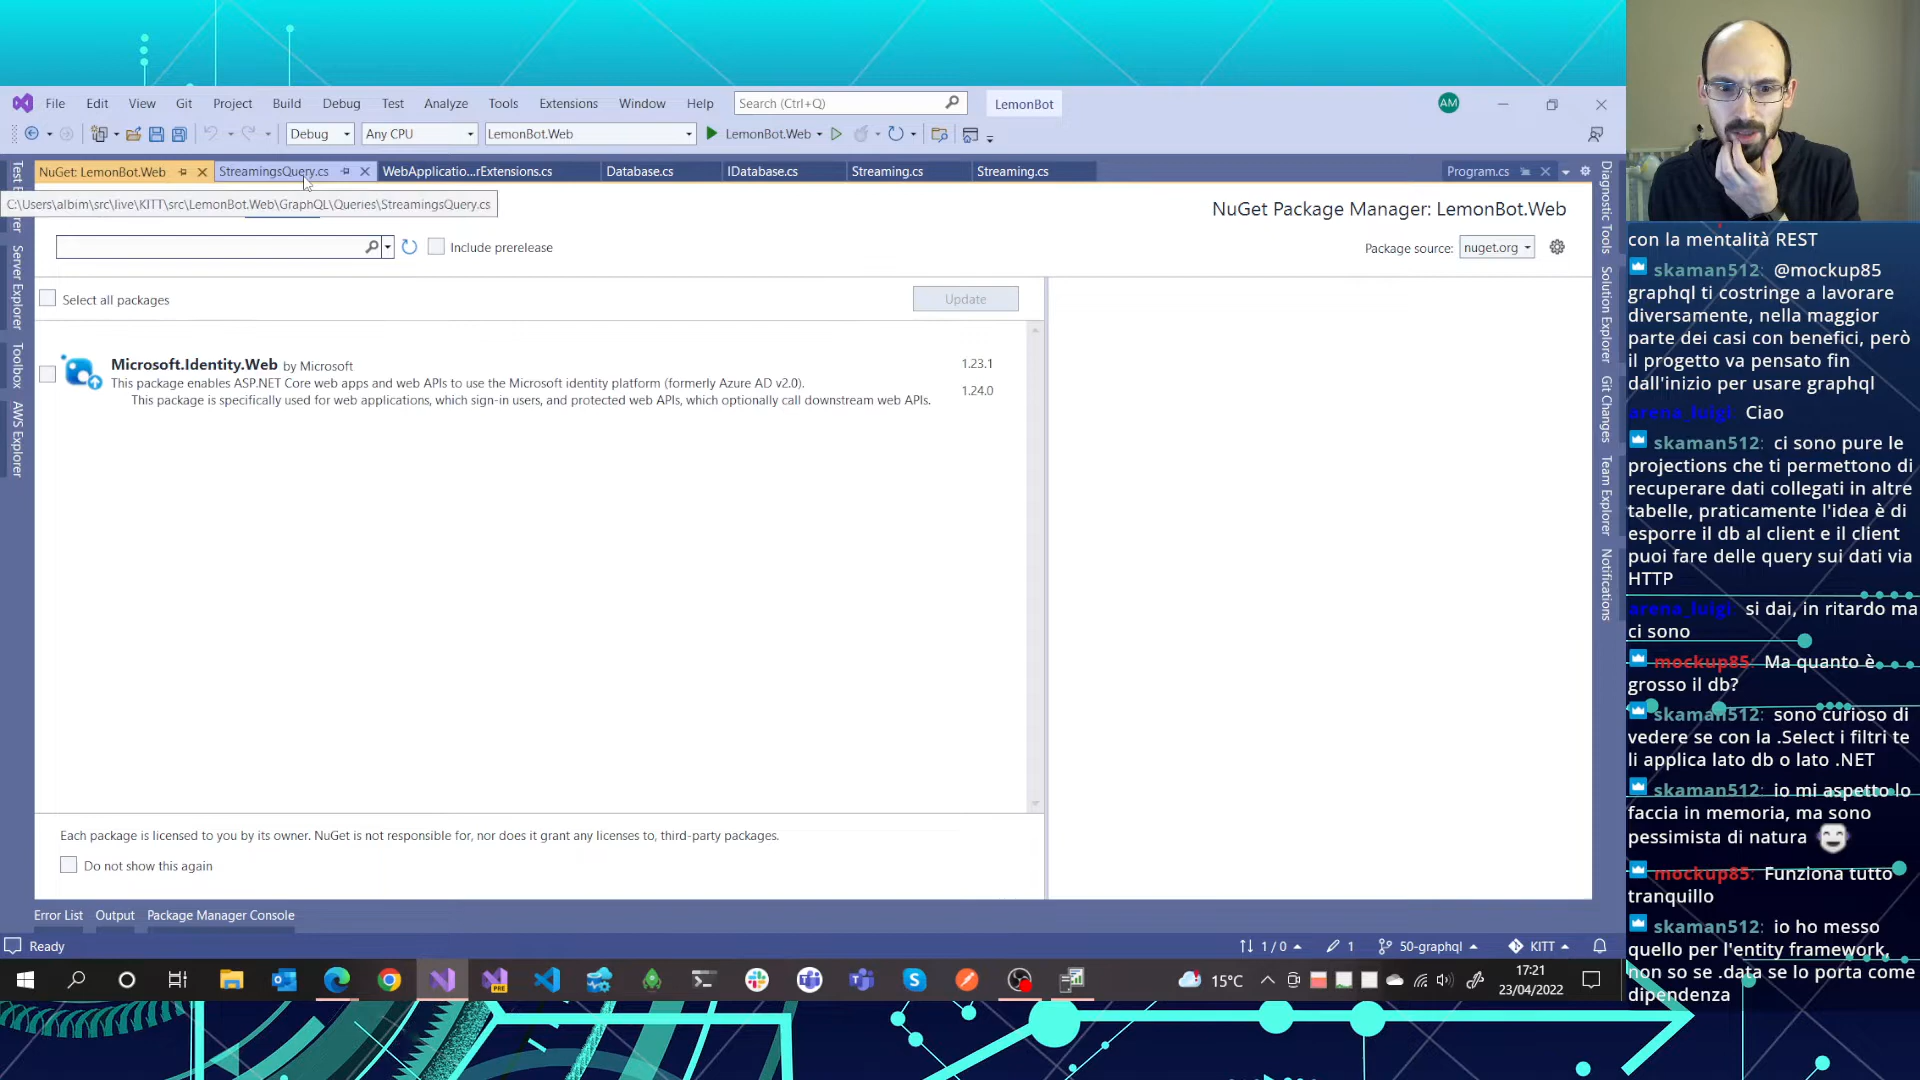 File Edit View Git Project Build Debug Test Analyze Tools Extensions Window Help Search (Ctrl+Q) LemonBot AM
Debug Any CPU LemonBot.Web LemonBot.Web
NuGet: LemonBot.Web StreamingsQuery.cs WebApplicatio...rExtensions.cs Database.cs IDatabase.cs Streaming.cs Streaming.cs Program.cs
C:\Users\albim\src\live\KITT\src\LemonBot.Web\GraphQL\Queries\StreamingsQuery.cs
NuGet Package Manager: LemonBot.Web
Include prerelease
Package source: nuget.org
Select all packages
Update
Microsoft.Identity.Web by Microsoft 1.23.1
This package enables ASP.NET Core web apps and web APIs to use the Microsoft identity platform (formerly Azure AD v2.0).
This package is specifically used for web applications, which sign-in users, and protected web APIs, which optionally call downstream web APIs.
1.24.0
Each package is licensed to you by its owner. NuGet is not responsible for, nor does it grant any licenses to, third-party packages.
Do not show this again
Server Explorer
Toolbox
AWS Explorer
Diagnostic Tools
Solution Explorer
Git Changes
Team Explorer
Notifications
Error List Output Package Manager Console
Ready
1 / 0 1 50-graphql KITT
PRE
15°C
17:21
23/04/2022
con la mentalità REST
skaman512: @mockup85
graphql ti costringe a lavorare
diversamente, nella maggior
parte dei casi con benefici, però
il progetto va pensato fin
dall'inizio per usare graphql
arena_luigi: Ciao
skaman512: ci sono pure le
projections che ti permettono di
recuperare dati collegati in altre
tabelle, praticamente l'idea è di
esporre il db al client e il client
puoi fare delle query sui dati via
HTTP
arena_luigi: si dai, in ritardo ma
ci sono
mockup85: Ma quanto è
grosso il db?
skaman512: sono curioso di
vedere se con la .Select i filtri te
li applica lato db o lato .NET
skaman512: io mi aspetto lo
faccia in memoria, ma sono
pessimista di natura
mockup85: Funziona tutto
tranquillo
skaman512: io ho messo
quello per l'entity framework,
non so se .data se lo porta come
dipendenza